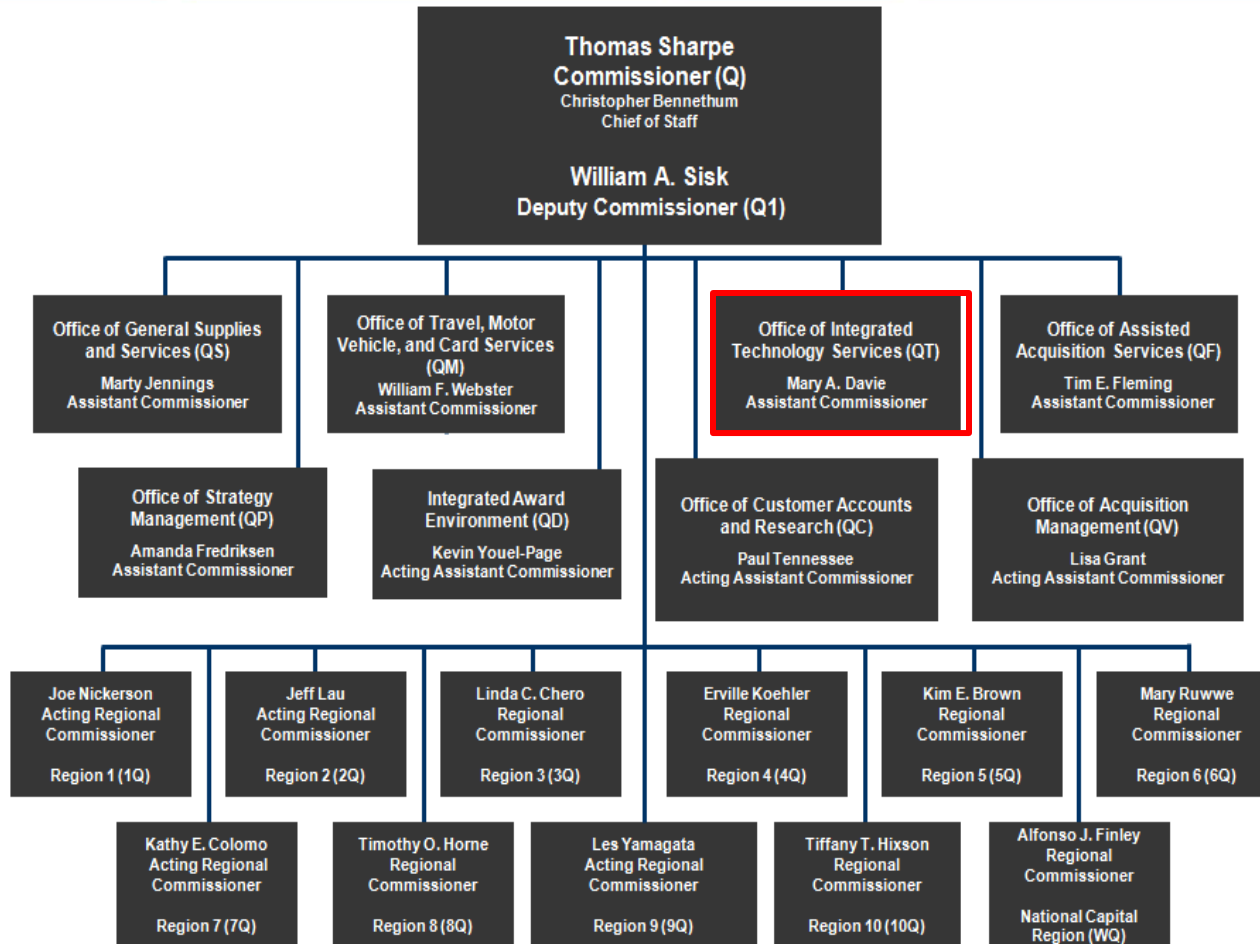 Thomas Sharpe
Commissioner (Q)
Christopher Bennethum
Chief of Staff
William A. Sisk
Deputy Commissioner (Q1)
Office of General Supplies
and Services (QS)
Marty Jennings
Assistant Commissioner
Office of Travel, Motor
Vehicle, and Card Services
(QM)
William F. Webster
Assistant Commissioner
Office of Integrated
Technology Services (QT)
Mary A. Davie
Assistant Commissioner
Office of Assisted
Acquisition Services (QF)
Tim E. Fleming
Assistant Commissioner
Office of Strategy
Management (QP)
Amanda Fredriksen
Assistant Commissioner
Integrated Award
Environment (QD)
Kevin Youel-Page
Acting Assistant Commissioner
Office of Customer Accounts
and Research (QC)
Paul Tennessee
Acting Assistant Commissioner
Office of Acquisition
Management (QV)
Lisa Grant
Acting Assistant Commissioner
Joe Nickerson
Acting Regional
Commissioner
Region 1 (1Q)
Jeff Lau
Acting Regional
Commissioner
Region 2 (2Q)
Linda C. Chero
Regional
Commissioner
Region 3 (3Q)
Erville Koehler
Regional
Commissioner
Region 4 (4Q)
Kim E. Brown
Regional
Commissioner
Region 5 (5Q)
Mary Ruwwe
Regional
Commissioner
Region 6 (6Q)
Kathy E. Colomo
Acting Regional
Commissioner
Region 7 (7Q)
Timothy O. Horne
Regional
Commissioner
Region 8 (8Q)
Les Yamagata
Acting Regional
Commissioner
Region 9 (9Q)
Tiffany T. Hixson
Regional
Commissioner
Region 10 (10Q)
Alfonso J. Finley
Regional
Commissioner
National Capital
Region (WQ)